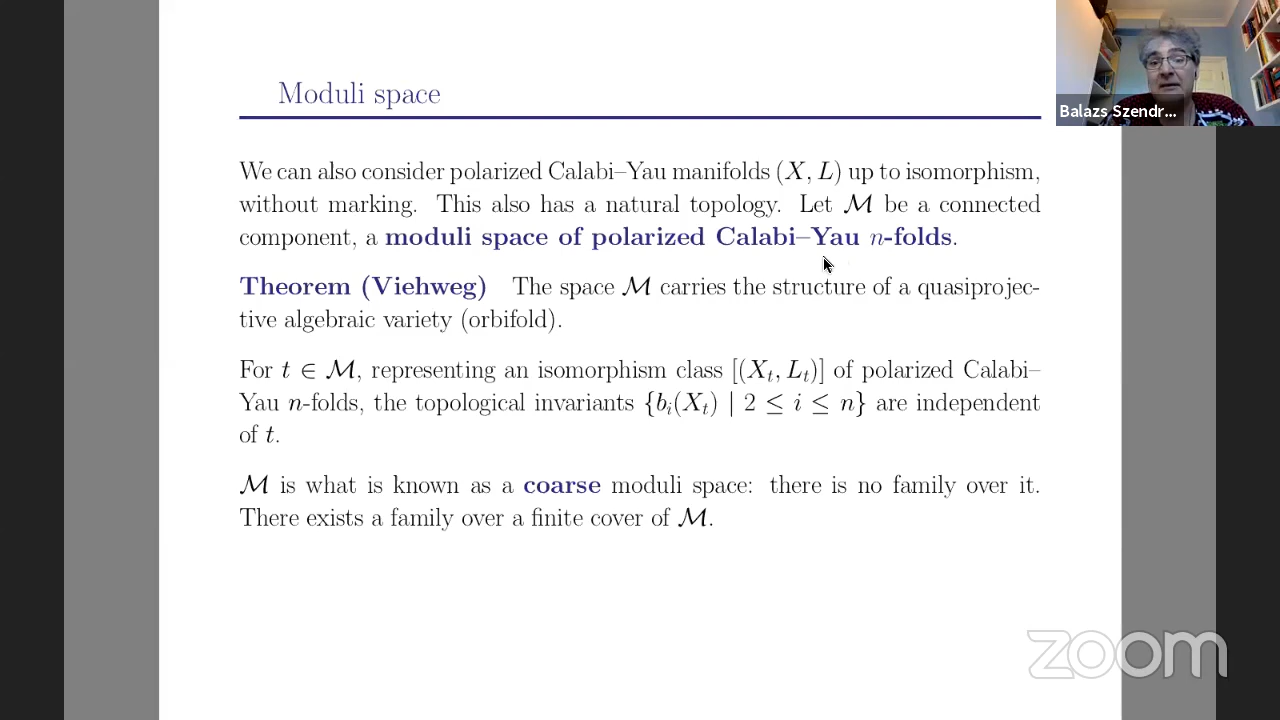 Moduli space
Balazs Szendr...
We can also consider polarized Calabi–Yau manifolds (X, L) up to isomorphism,
without marking. This also has a natural topology. Let ℳ be a connected
component, a moduli space of polarized Calabi–Yau n-folds.
Theorem (Viehweg) The space ℳ carries the structure of a quasiprojec-
tive algebraic variety (orbifold).
For t ∈ ℳ, representing an isomorphism class [(Xₜ, Lₜ)] of polarized Calabi–
Yau n-folds, the topological invariants {bᵢ(Xₜ) | 2 ≤ i ≤ n} are independent
of t.
ℳ is what is known as a coarse moduli space: there is no family over it.
There exists a family over a finite cover of ℳ.
zoom